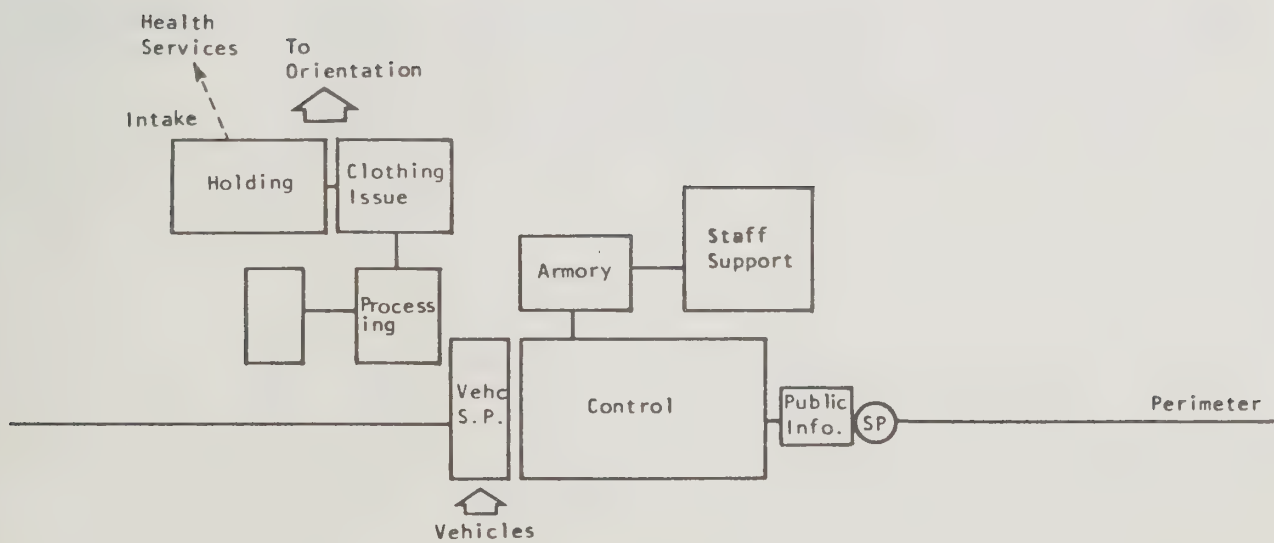 Health
Services
To
Orientation
Intake
Holding
Clothing
Issue
Staff
Support
Armory
Process
ing
Vehc
S.P.
Control
Public
Info.
SP
Perimeter
Vehicles